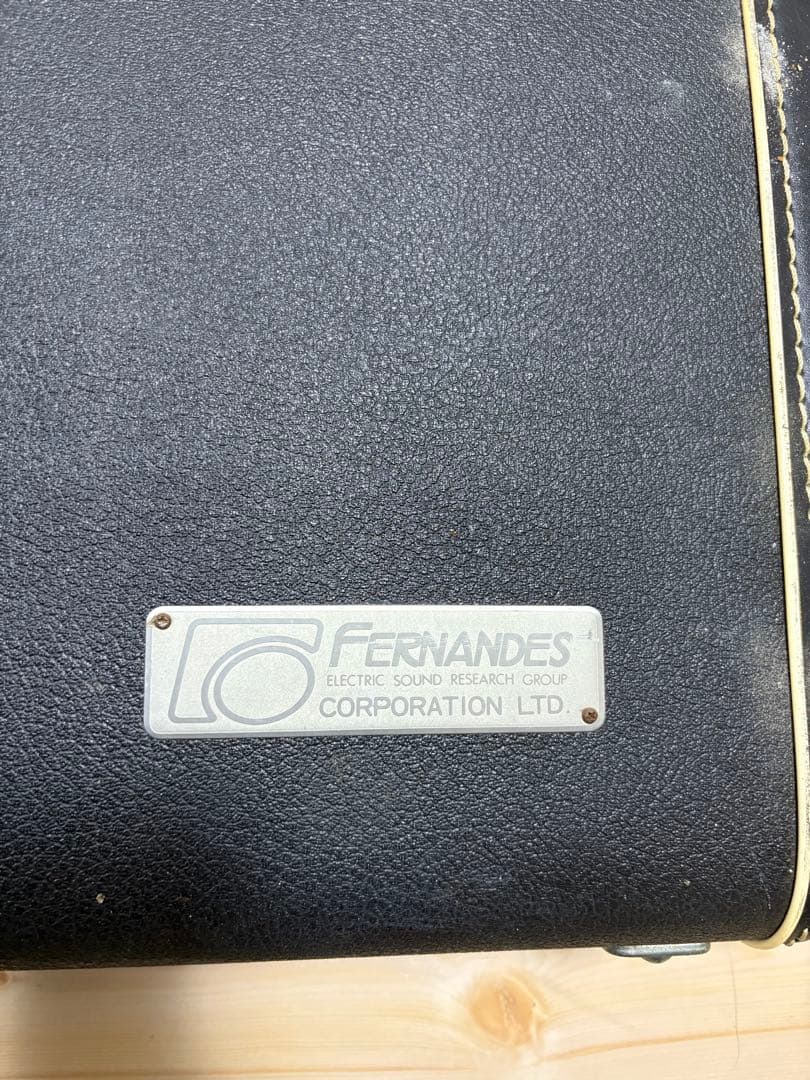 FERNANDES
ELECTRIC SOUND RESEARCH GROUP
CORPORATION LTD.